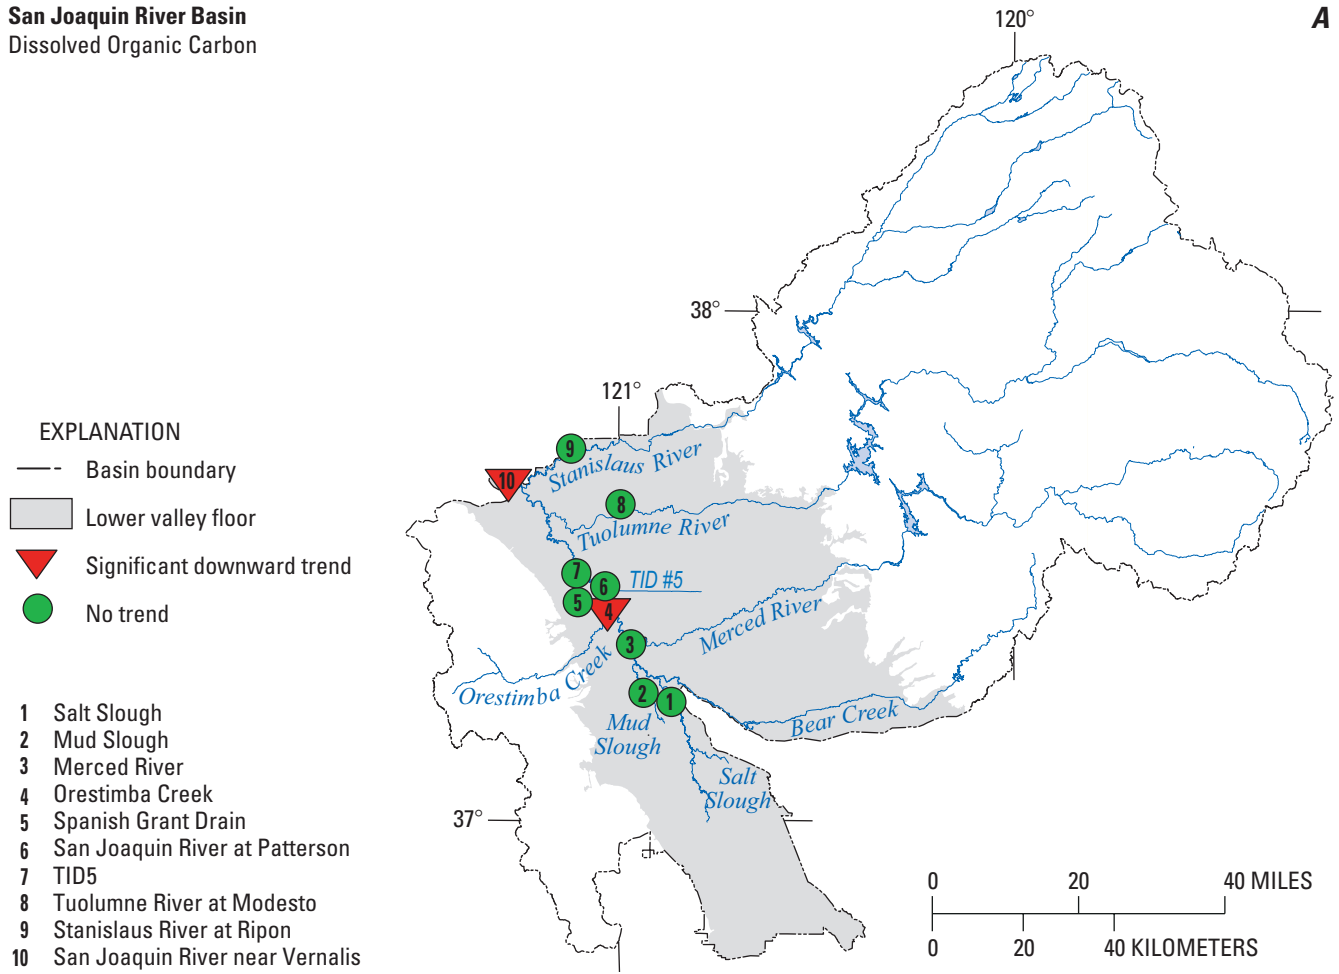 San Joaquin River Basin
Dissolved Organic Carbon
A
120°
38°
121°
EXPLANATION
Basin boundary
Lower valley floor
Significant downward trend
No trend
9
Stanislaus River
10
8
Tuolumne River
7
6
TID #5
5
4
3
Merced River
Orestimba Creek
2
1
Mud
Slough
Bear Creek
Salt
Slough
37°
1 Salt Slough
2 Mud Slough
3 Merced River
4 Orestimba Creek
5 Spanish Grant Drain
6 San Joaquin River at Patterson
7 TID5
8 Tuolumne River at Modesto
9 Stanislaus River at Ripon
10 San Joaquin River near Vernalis
0 20 40 MILES
0 20 40 KILOMETERS